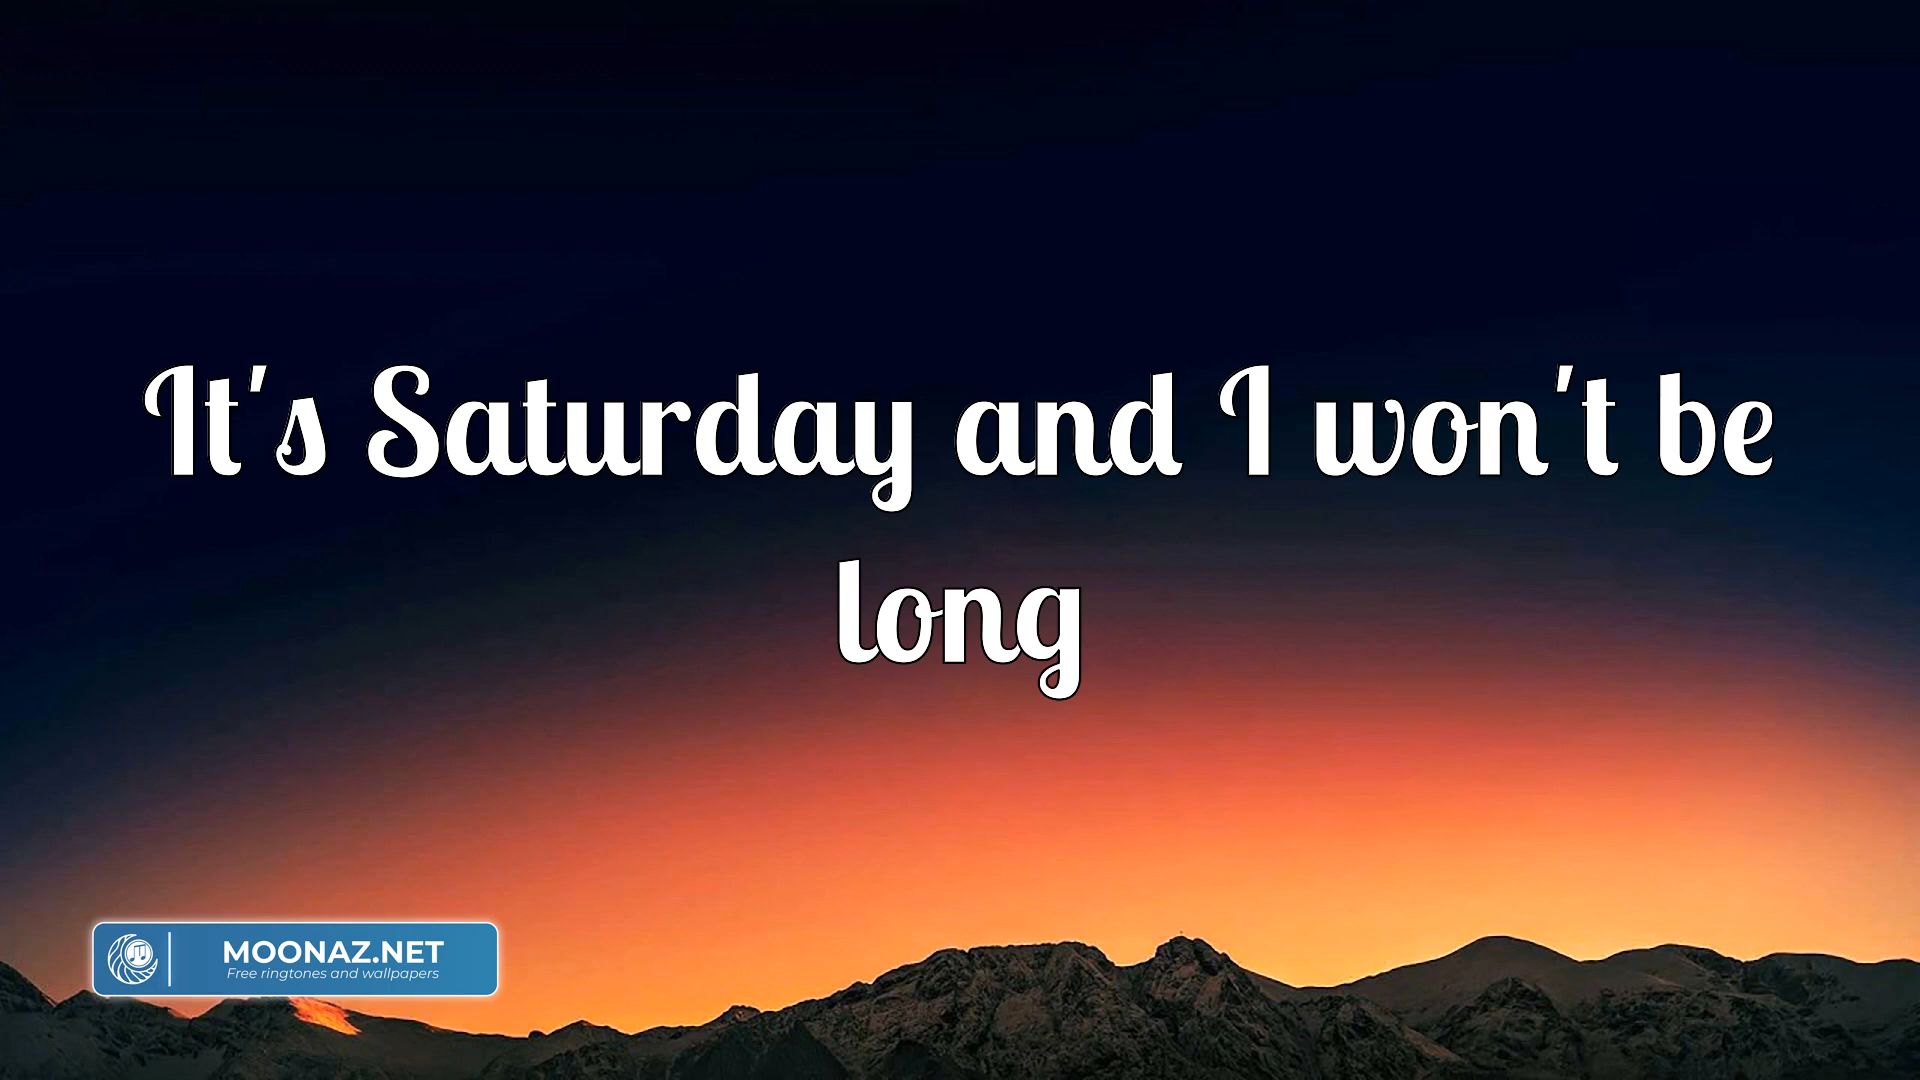 It's Saturday and I won't be
long
MOONAZ.NET
Free ringtones and wallpapers